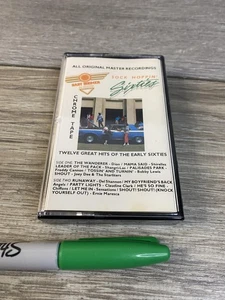 ALL ORIGINAL MASTER RECORDINGS
CHROME TAPE
Sixties
TWELVE GREAT HITS OF THE EARLY SIXTIES
SIDE ONE: THE WANDERER - Dion / MAMA SAID - Shirelles
LEADER OF THE PACK - Shangri-Las / PALISADES PARK -
Freddy Cannon / TOSSIN' AND TURNIN' - Bobby Lewis
SHOUT - Joey Dee & The Starliters
SIDE TWO: RUNAWAY - Del Shannon / MY BOYFRIEND'S BACK
Angels / PARTY LIGHTS - Claudine Clark / HE'S SO FINE
Chiffons / LET ME IN - Sensations / SHOUT! SHOUT! (KNOCK
YOURSELF OUT) - Ernie Maresca